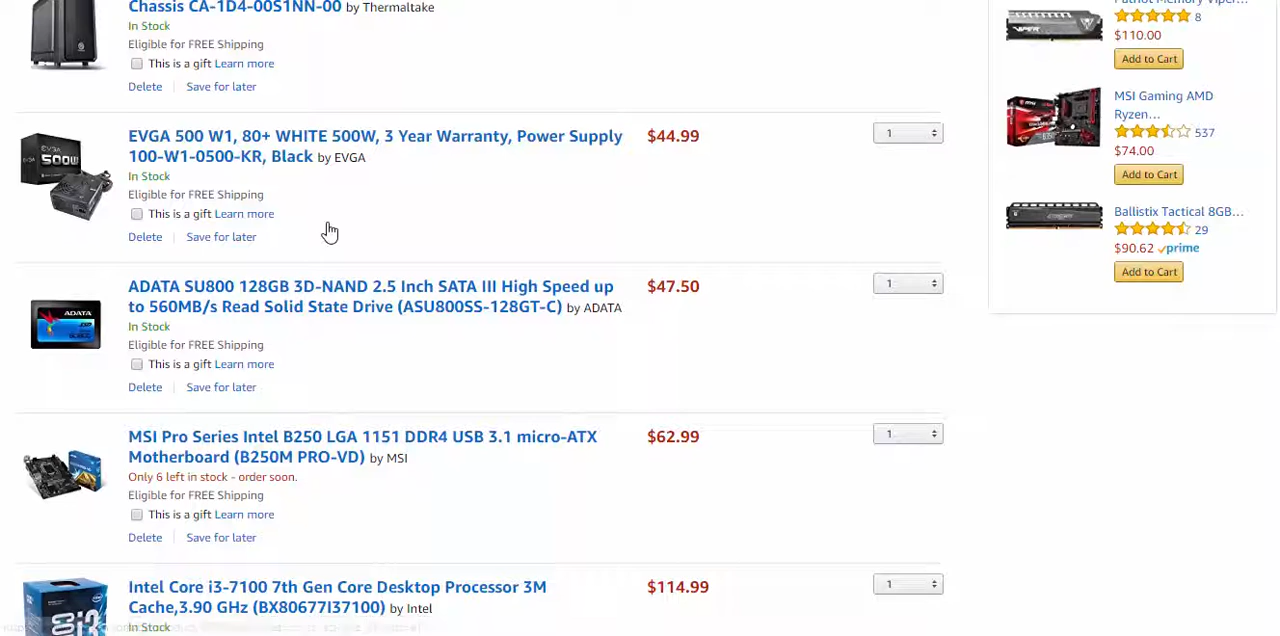 Chassis CA-1D4-00S1NN-00 by Thermaltake
In Stock
Eligible for FREE Shipping
This is a gift Learn more
Delete Save for later
EVGA 500 W1, 80+ WHITE 500W, 3 Year Warranty, Power Supply
100-W1-0500-KR, Black by EVGA
$44.99
1
In Stock
Eligible for FREE Shipping
This is a gift Learn more
Delete Save for later
EVGA
500W
ADATA SU800 128GB 3D-NAND 2.5 Inch SATA III High Speed up
to 560MB/s Read Solid State Drive (ASU800SS-128GT-C) by ADATA
$47.50
1
In Stock
Eligible for FREE Shipping
This is a gift Learn more
Delete Save for later
ADATA
MSI Pro Series Intel B250 LGA 1151 DDR4 USB 3.1 micro-ATX
Motherboard (B250M PRO-VD) by MSI
$62.99
1
Only 6 left in stock - order soon.
Eligible for FREE Shipping
This is a gift Learn more
Delete Save for later
Intel Core i3-7100 7th Gen Core Desktop Processor 3M
Cache,3.90 GHz (BX80677I37100) by Intel
$114.99
1
In Stock
Patriot Memory Viper...
8
$110.00
Add to Cart
MSI Gaming AMD
Ryzen...
537
$74.00
Add to Cart
Ballistix Tactical 8GB...
29
$90.62 prime
Add to Cart